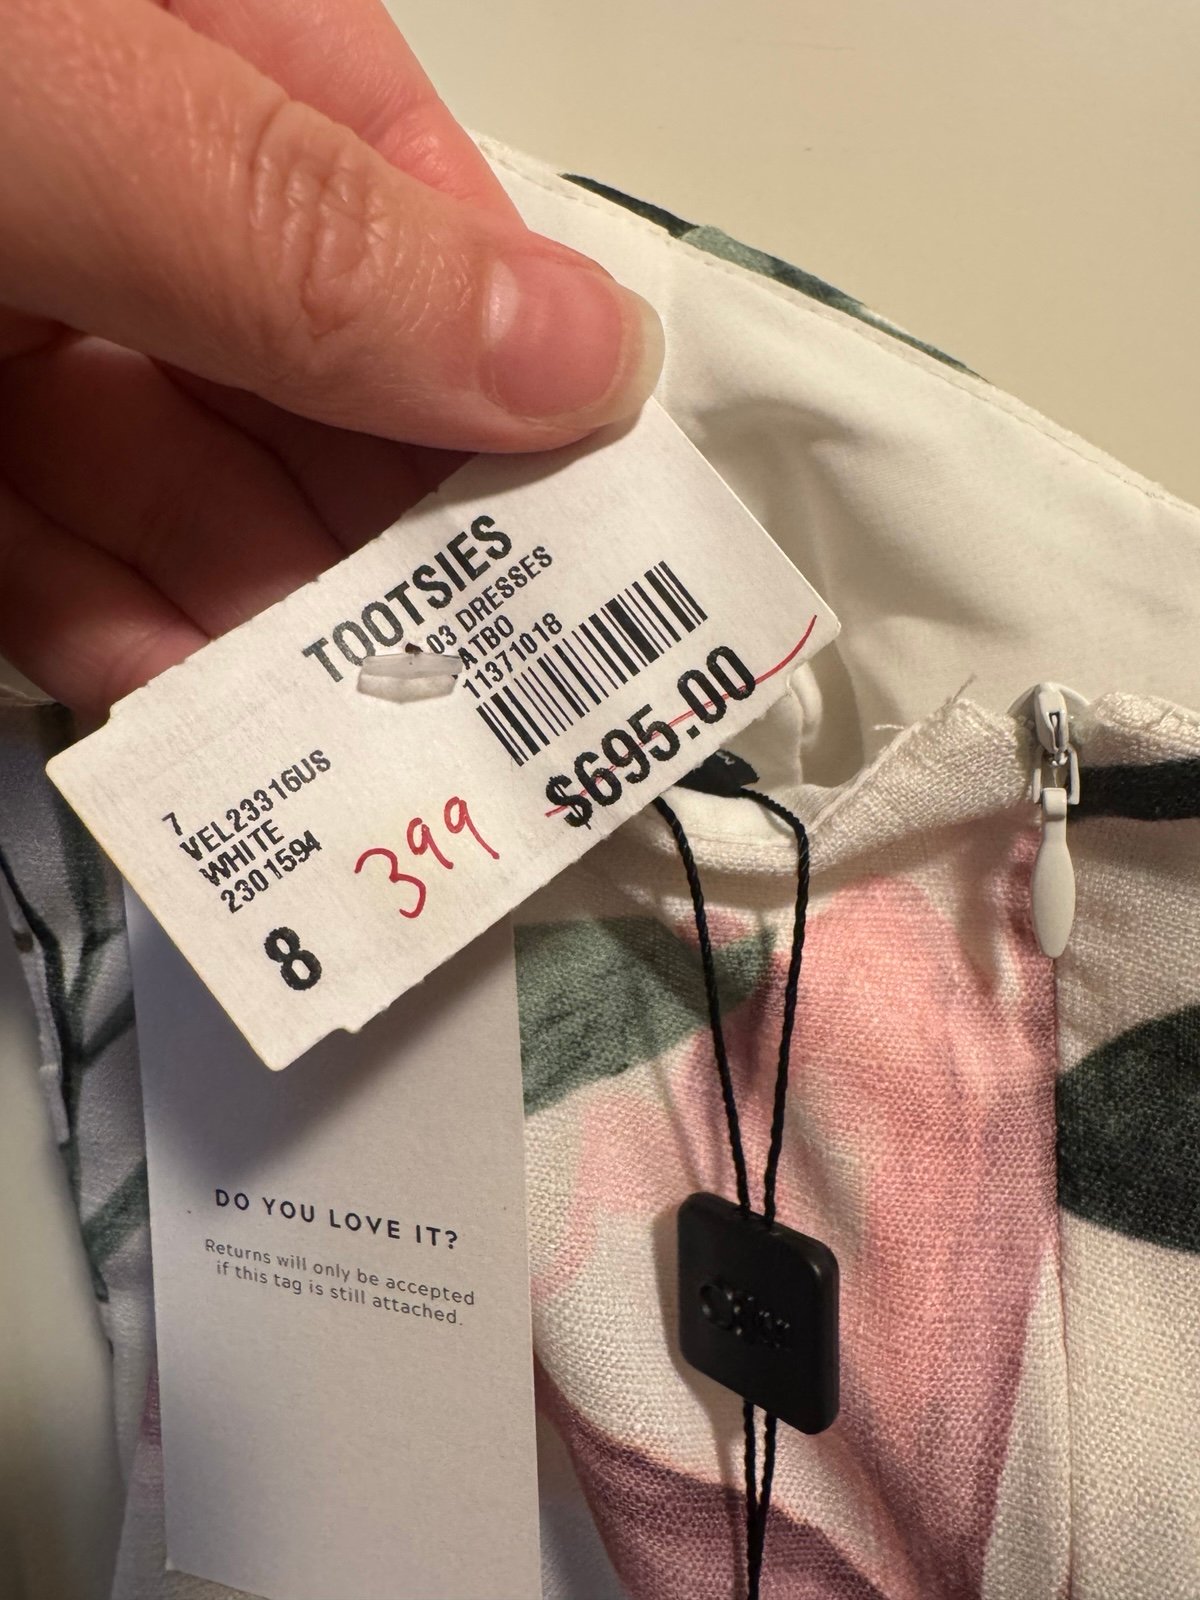 TOOTSIES
03 DRESSES
ATBO
11371018
$695.00
399
7
VEL23316US
WHITE
2301594
8
DO YOU LOVE IT?
Returns will only be accepted
if this tag is still attached.